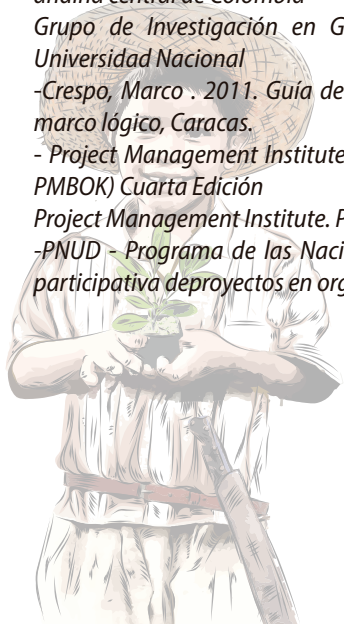 andina central de Colombia
Grupo de Investigación en G
Universidad Nacional
-Crespo, Marco . 2011. Guía de
marco lógico, Caracas.
- Project Management Institute
PMBOK) Cuarta Edición
Project Management Institute. P
-PNUD - Programa de las Naci
participativa deproyectos en org